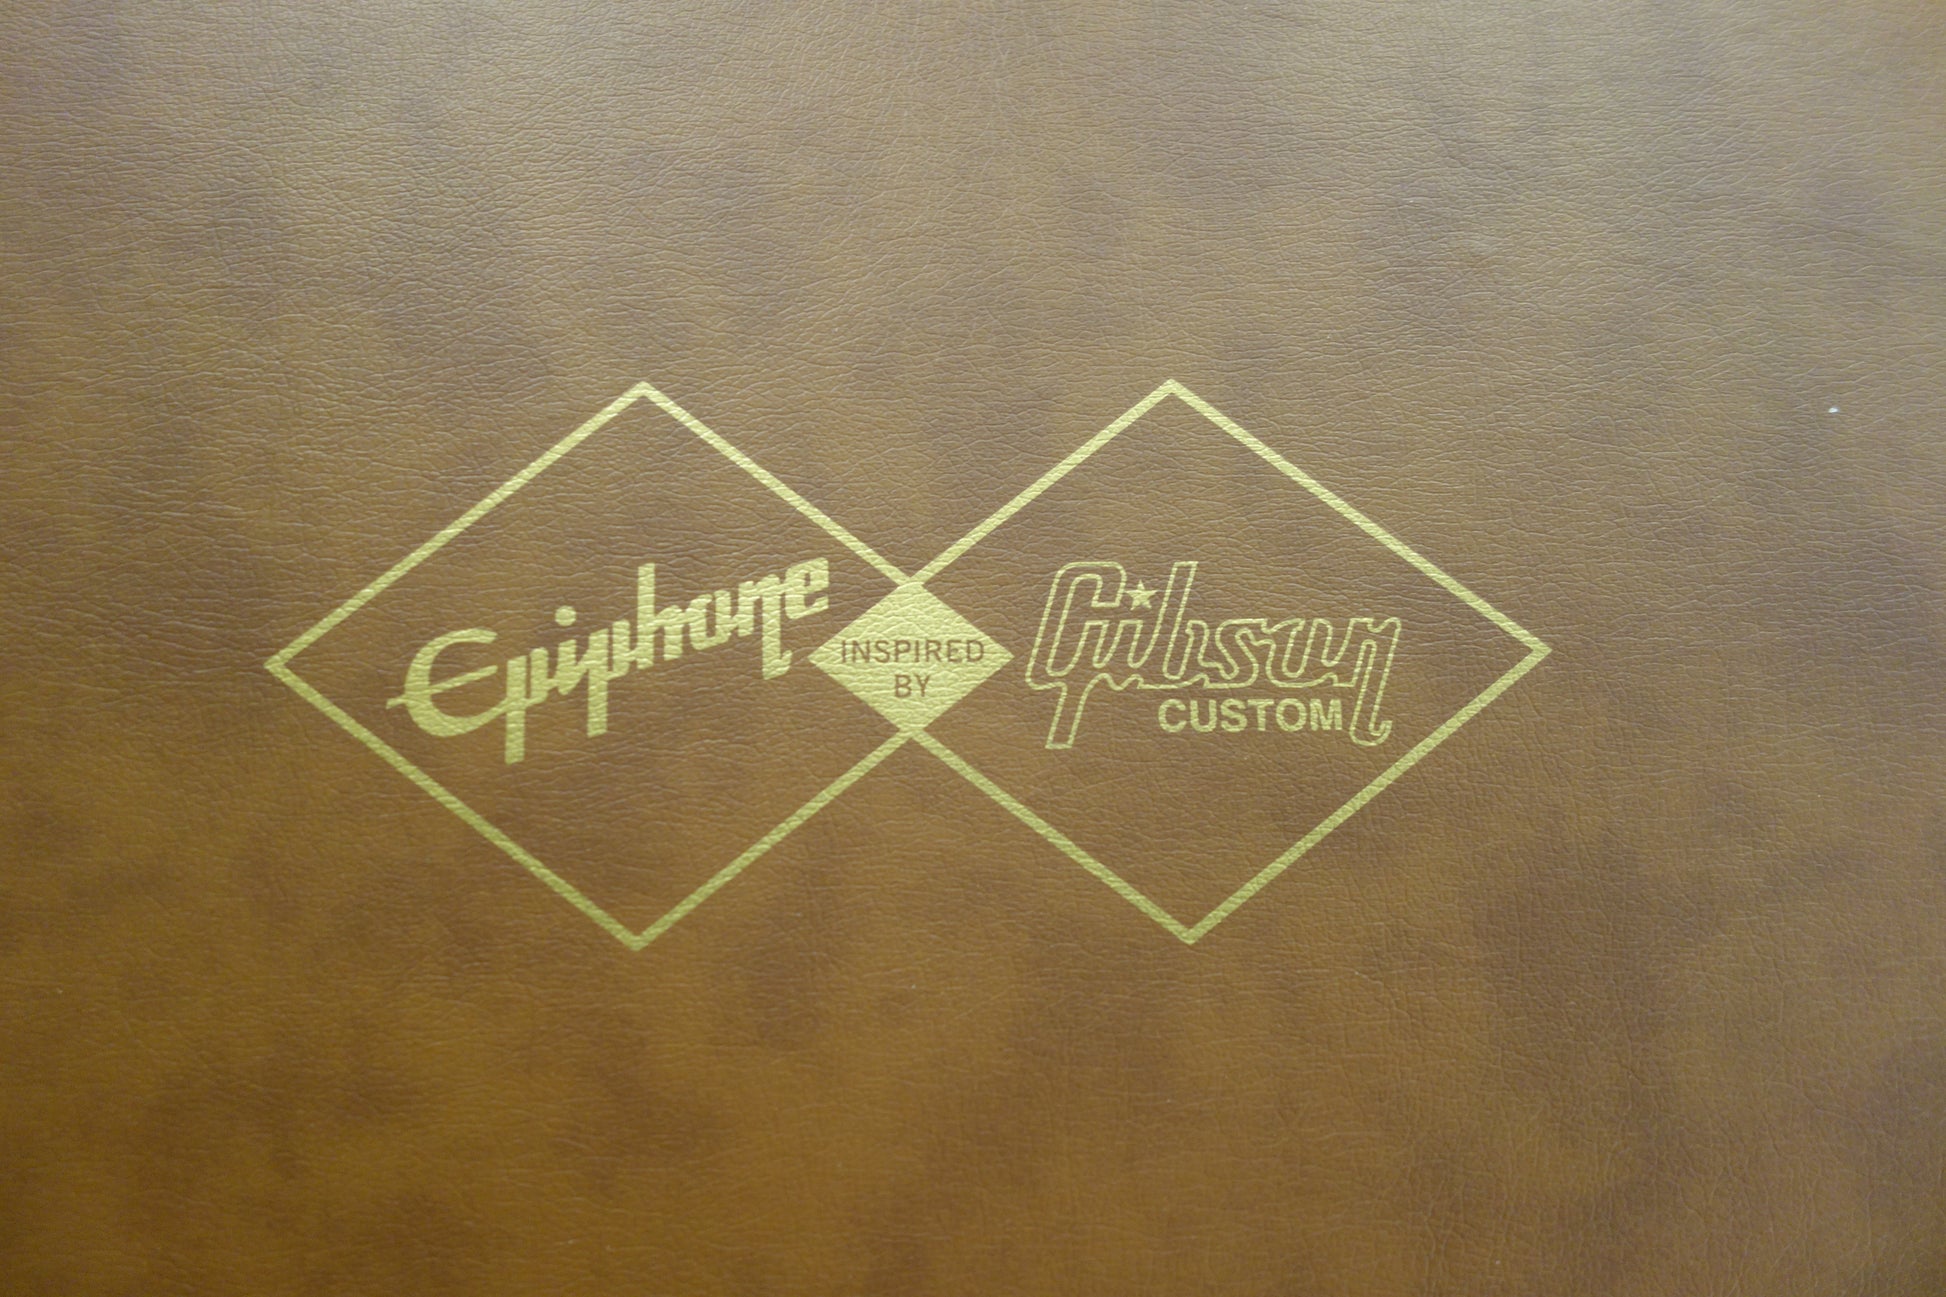 Epiphone
INSPIRED
BY
Gibson
CUSTOM